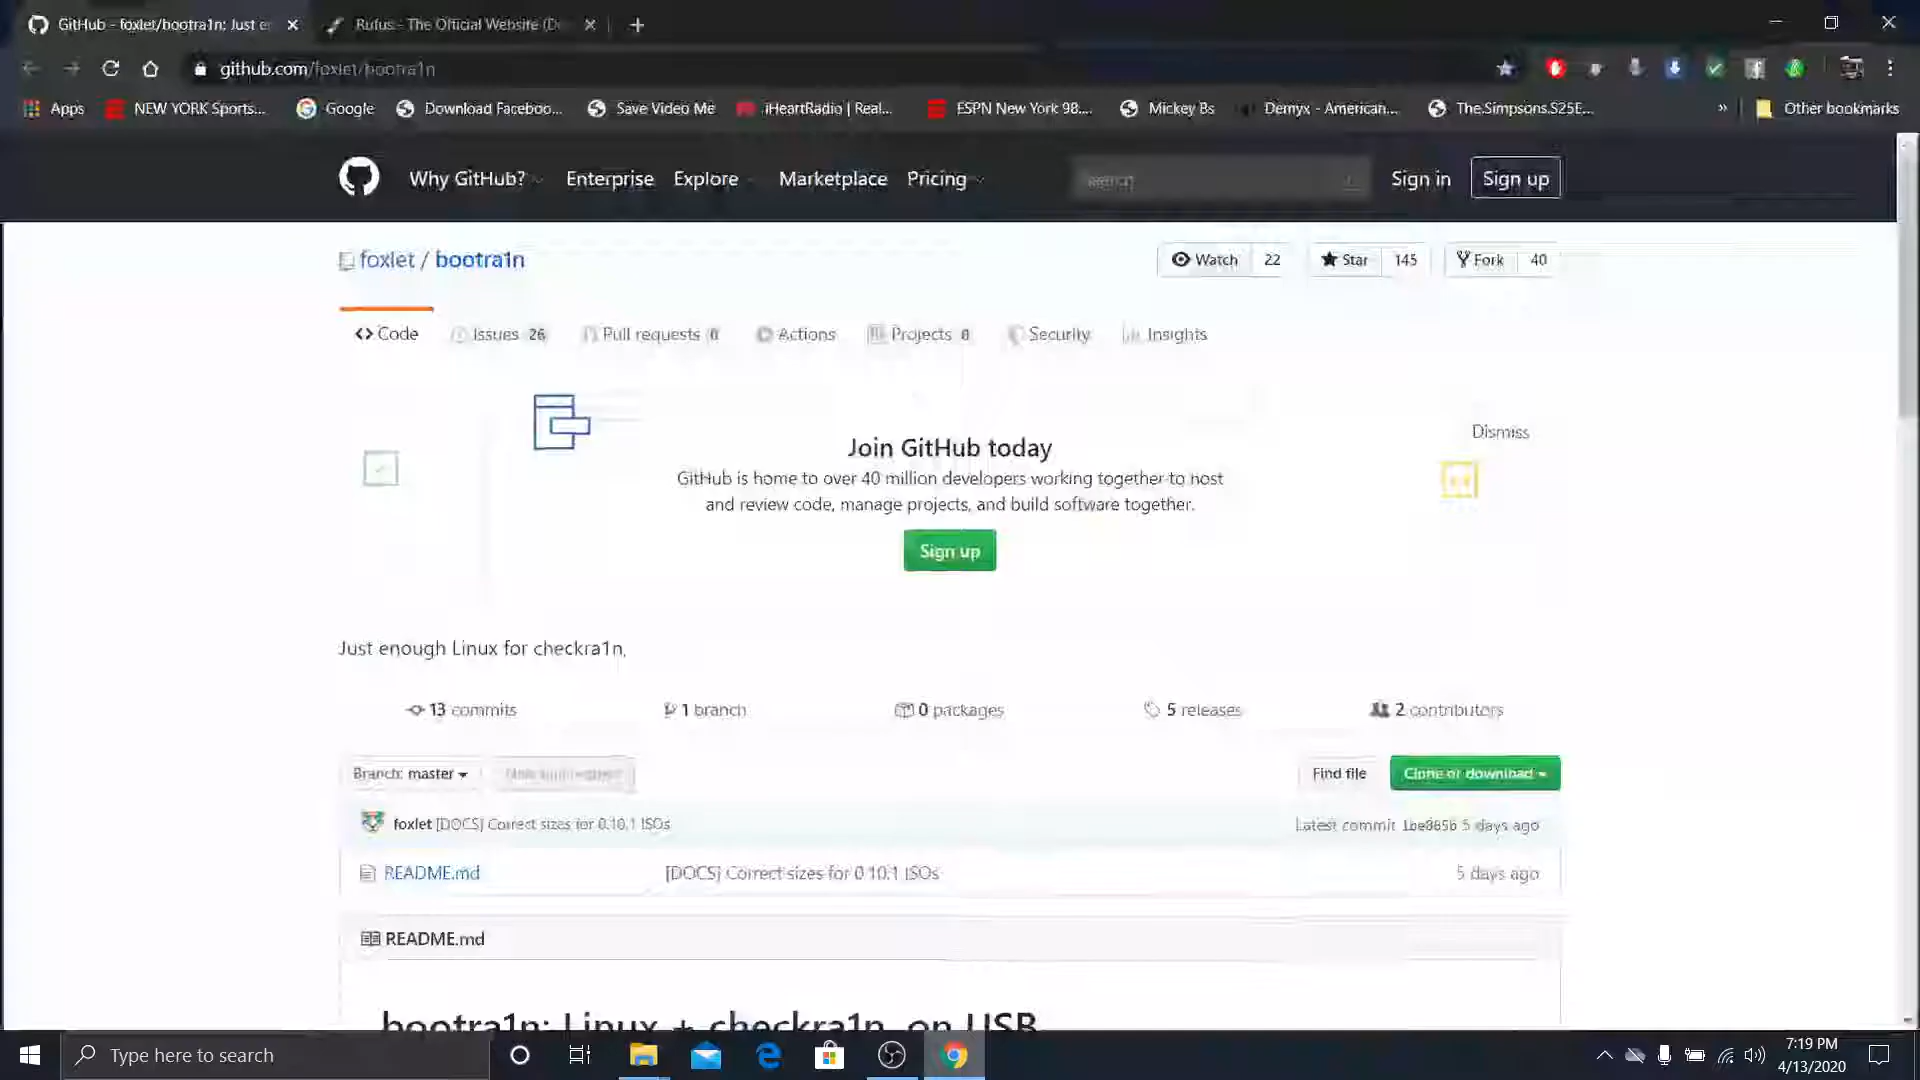 GitHub - foxlet/bootra1n: Just e
Rufus - The Official Website (D
github.com/foxlet/bootra1n
Apps
NEW YORK Sports...
Google
Download Faceboo...
Save Video Me
iHeartRadio | Real...
ESPN New York 98....
Mickey Bs
Demyx - American...
The.Simpsons.S25E...
»
Other bookmarks
Why GitHub?
Enterprise
Explore
Marketplace
Pricing
Search
Sign in
Sign up
foxlet / bootra1n
Watch 22
Star 145
Fork 40
Code
Issues 26
Pull requests 0
Actions
Projects 0
Security
Insights
Dismiss
Join GitHub today
GitHub is home to over 40 million developers working together to host
and review code, manage projects, and build software together.
Sign up
Just enough Linux for checkra1n.
13 commits
1 branch
0 packages
5 releases
2 contributors
Branch: master
New pull request
Find file
Clone or download
foxlet [DOCS] Correct sizes for 0.10.1 ISOs
Latest commit 5 days ago
README.md
[DOCS] Correct sizes for 0.10.1 ISOs
5 days ago
README.md
bootra1n: Linux + checkra1n, on USB
Type here to search
7:19 PM
4/13/2020